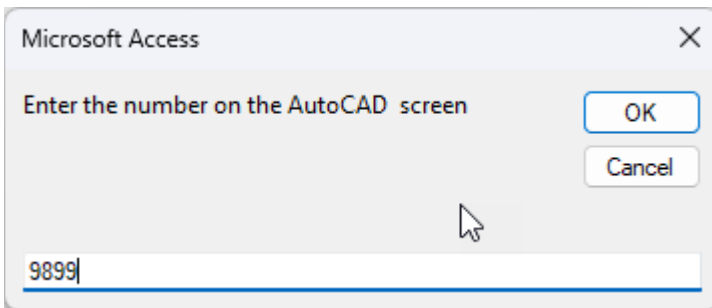 Microsoft Access
Enter the number on the AutoCAD  screen
OK
Cancel
9899